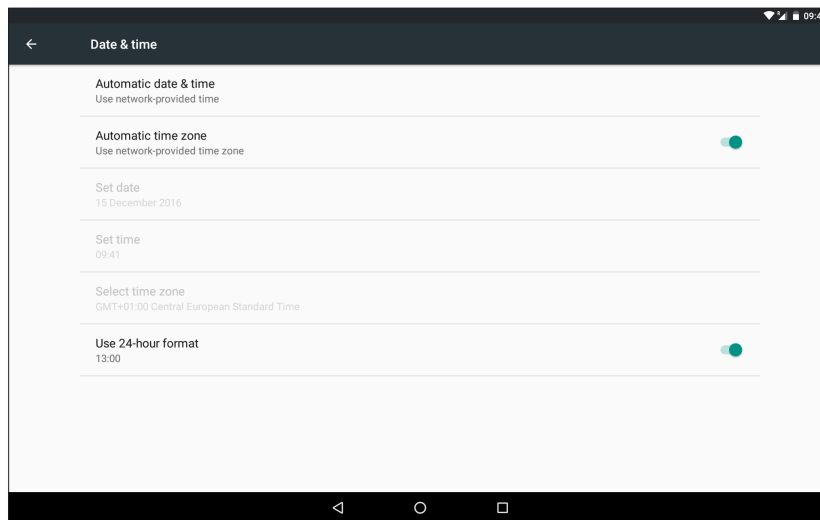 09:4
Date & time
Automatic date & time
Use network-provided time
Automatic time zone
Use network-provided time zone
Set date
15 December 2016
Set time
09:41
Select time zone
GMT+01:00 Central European Standard Time
Use 24-hour format
13:00